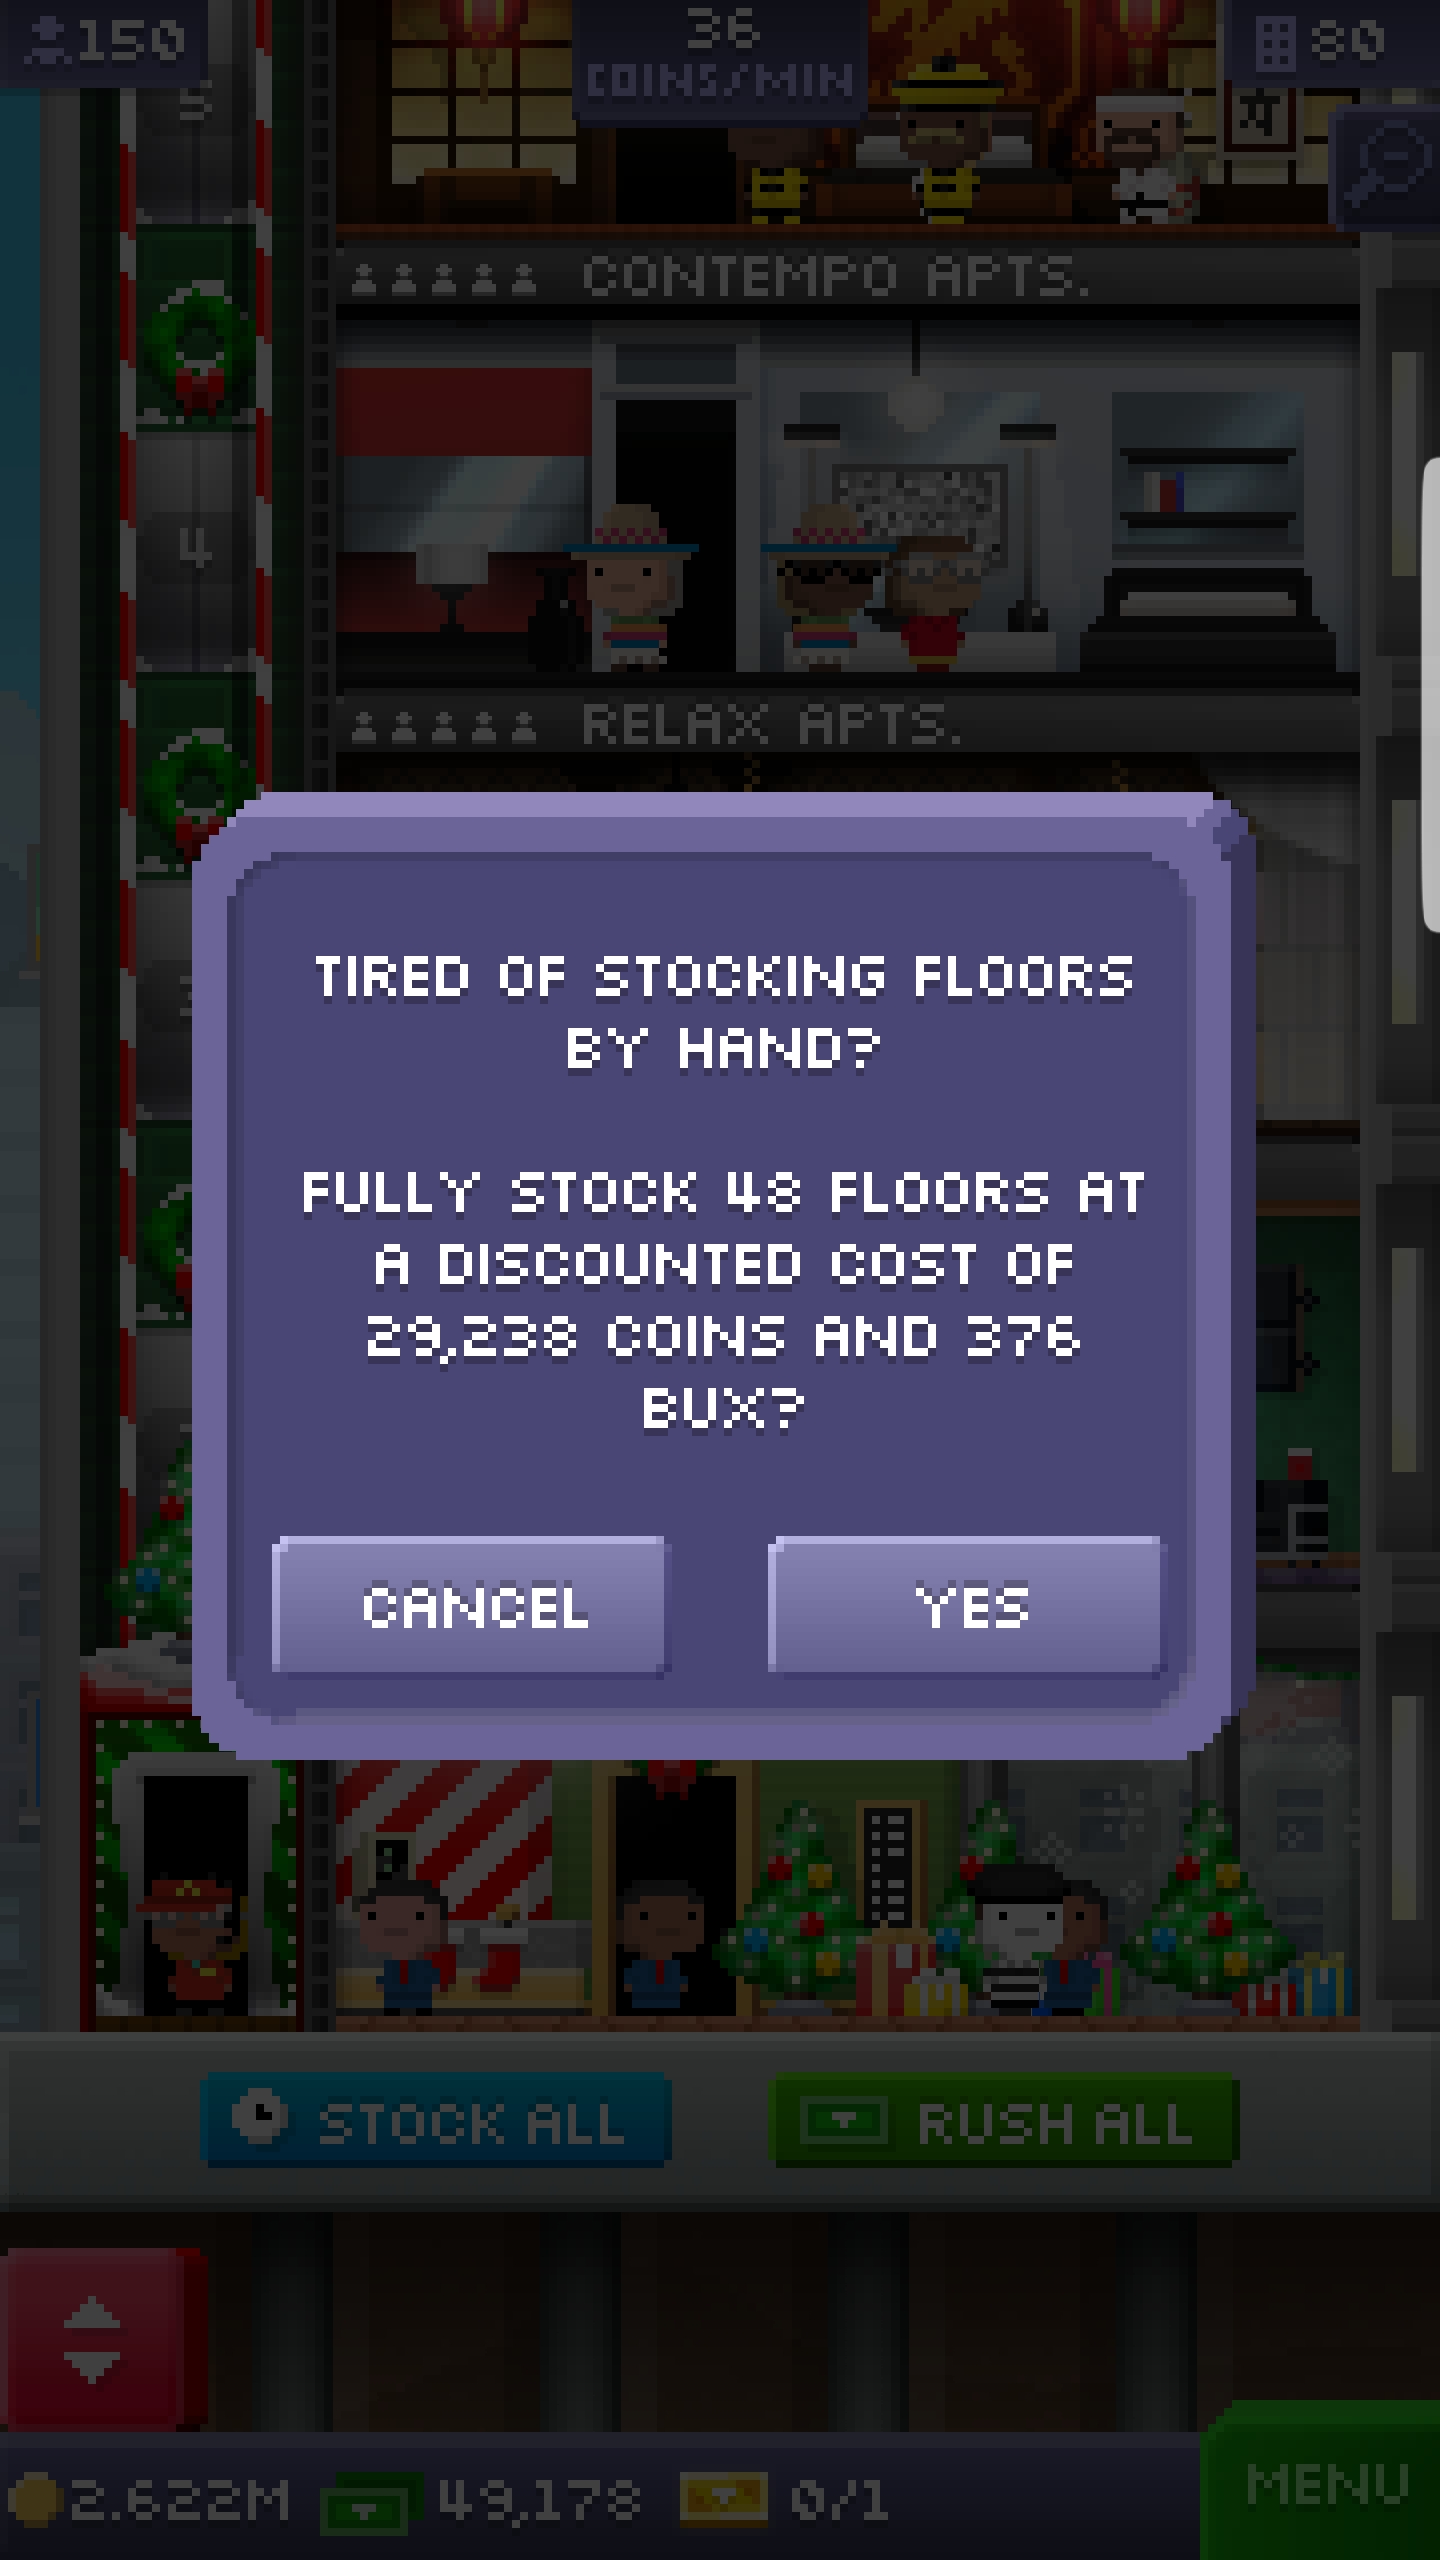 150
36
COINS/MIN
80
5
CONTEMPO APTS.
4
RELAX APTS.
TIRED OF STOCKING FLOORS
BY HAND?
FULLY STOCK 48 FLOORS AT
A DISCOUNTED COST OF
29,238 COINS AND 376
BUX?
CANCEL
YES
STOCK ALL
RUSH ALL
2.622M
49,178
0/1
MENU